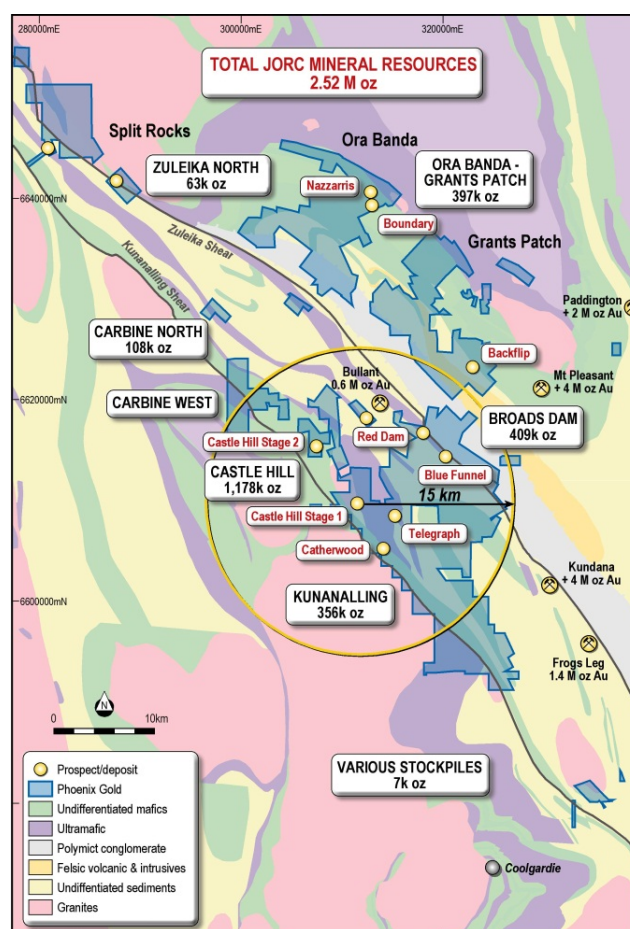 280000mE
300000mE
320000mE
TOTAL JORC MINERAL RESOURCES
2.52 M oz
Split Rocks
Ora Banda
ZULEIKA NORTH
63k oz
ORA BANDA -
GRANTS PATCH
397k oz
Nazzarris
6640000mN
Boundary
Zuleika Shear
Kunanalling Shear
Grants Patch
Paddington
+ 2 M oz Au
CARBINE NORTH
108k oz
Backflip
Bullant
0.6 M oz Au
Mt Pleasant
+ 4 M oz Au
6620000mN
CARBINE WEST
BROADS DAM
409k oz
Castle Hill Stage 2
Red Dam
CASTLE HILL
1,178k oz
Blue Funnel
15 km
Castle Hill Stage 1
Telegraph
Catherwood
Kundana
+ 4 M oz Au
KUNANALLING
356k oz
6600000mN
Frogs Leg
1.4 M oz Au
N
0
10km
VARIOUS STOCKPILES
7k oz
Prospect/deposit
Phoenix Gold
Undifferentiated mafics
Ultramafic
Polymict conglomerate
Felsic volcanic & intrusives
Undiffentiated sediments
Granites
Coolgardie